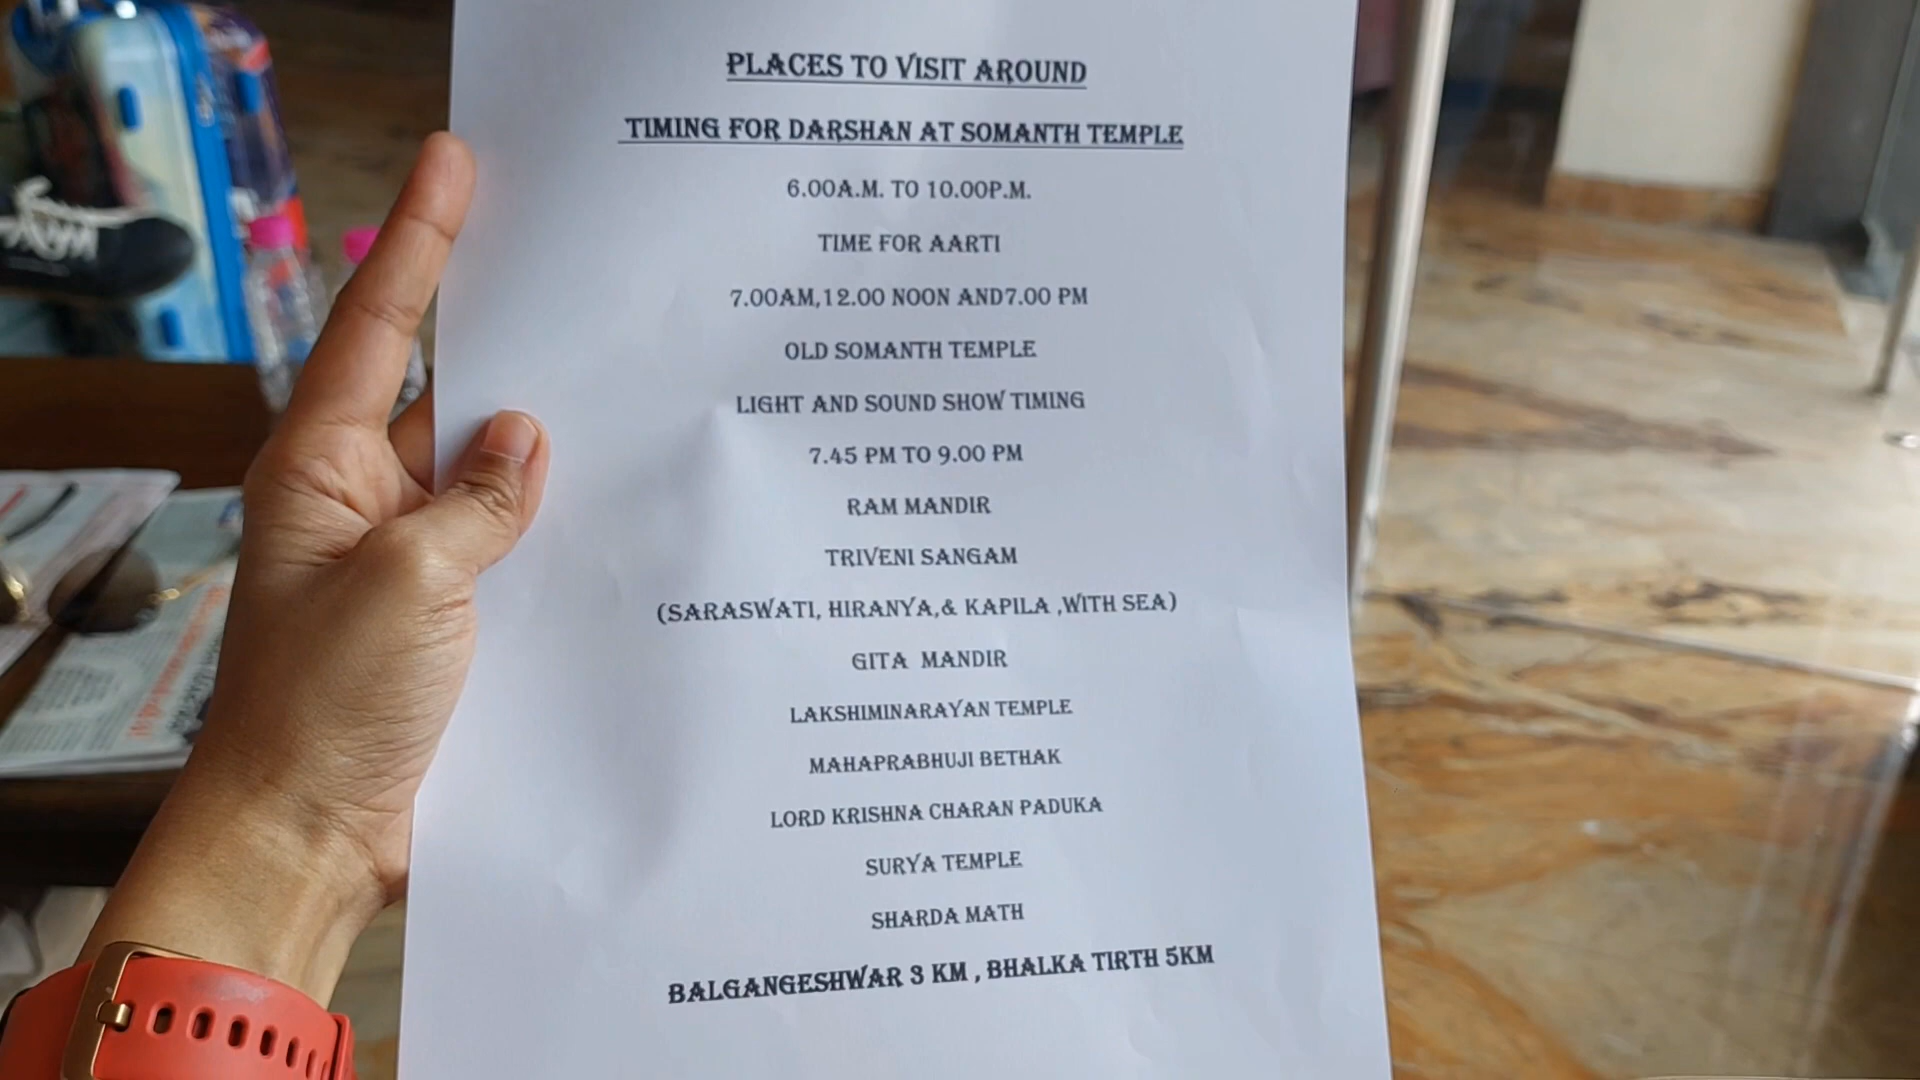 PLACES TO VISIT AROUND
TIMING FOR DARSHAN AT SOMANTH TEMPLE
6.00A.M. TO 10.00P.M.
TIME FOR AARTI
7.00AM,12.00 NOON AND7.00 PM
OLD SOMANTH TEMPLE
LIGHT AND SOUND SHOW TIMING
7.45 PM TO 9.00 PM
RAM MANDIR
TRIVENI SANGAM
(SARASWATI, HIRANYA,& KAPILA ,WITH SEA)
GITA MANDIR
LAKSHIMINARAYAN TEMPLE
MAHAPRABHUJI BETHAK
LORD KRISHNA CHARAN PADUKA
SURYA TEMPLE
SHARDA MATH
BALGANGESHWAR 3 KM , BHALKA TIRTH 5KM